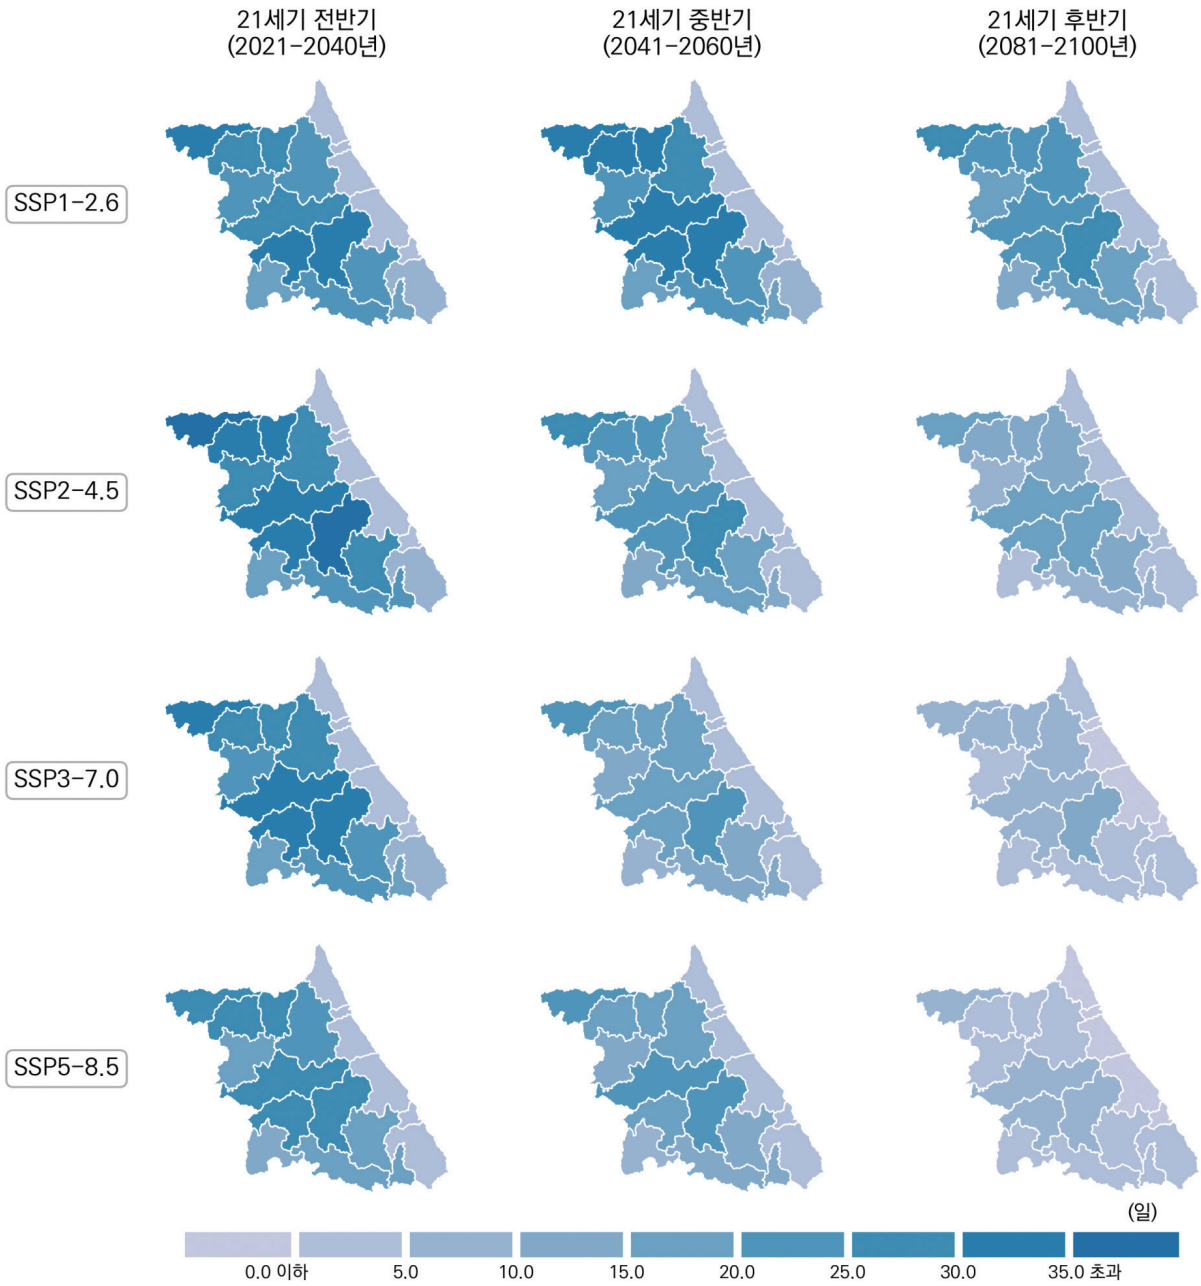 21세기 전반기
(2021-2040년)
21세기 중반기
(2041-2060년)
21세기 후반기
(2081-2100년)
SSP1-2.6
SSP2-4.5
SSP3-7.0
SSP5-8.5
(일)
0.0 이하 5.0 10.0 15.0 20.0 25.0 30.0 35.0 초과